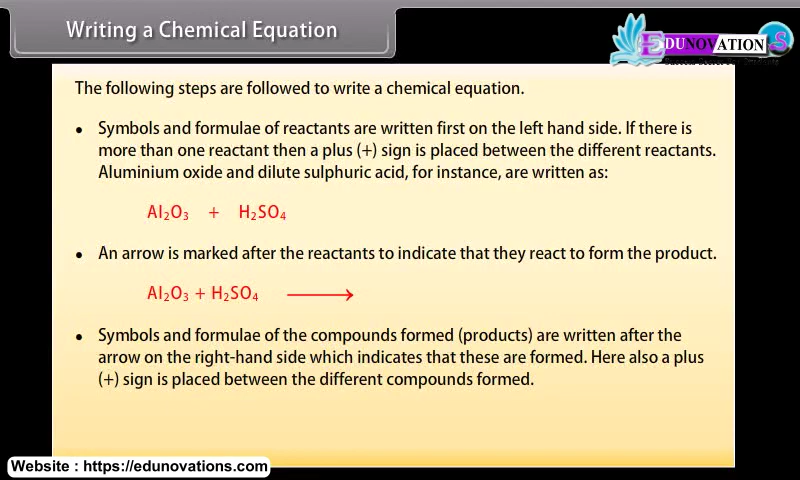 Writing a Chemical Equation
EDUNOVATION S
The following steps are followed to write a chemical equation.
• Symbols and formulae of reactants are written first on the left hand side. If there is
more than one reactant then a plus (+) sign is placed between the different reactants.
Aluminium oxide and dilute sulphuric acid, for instance, are written as:
Al₂O₃ + H₂SO₄
• An arrow is marked after the reactants to indicate that they react to form the product.
Al₂O₃ + H₂SO₄ ⟶
• Symbols and formulae of the compounds formed (products) are written after the
arrow on the right-hand side which indicates that these are formed. Here also a plus
(+) sign is placed between the different compounds formed.
Website : https://edunovations.com